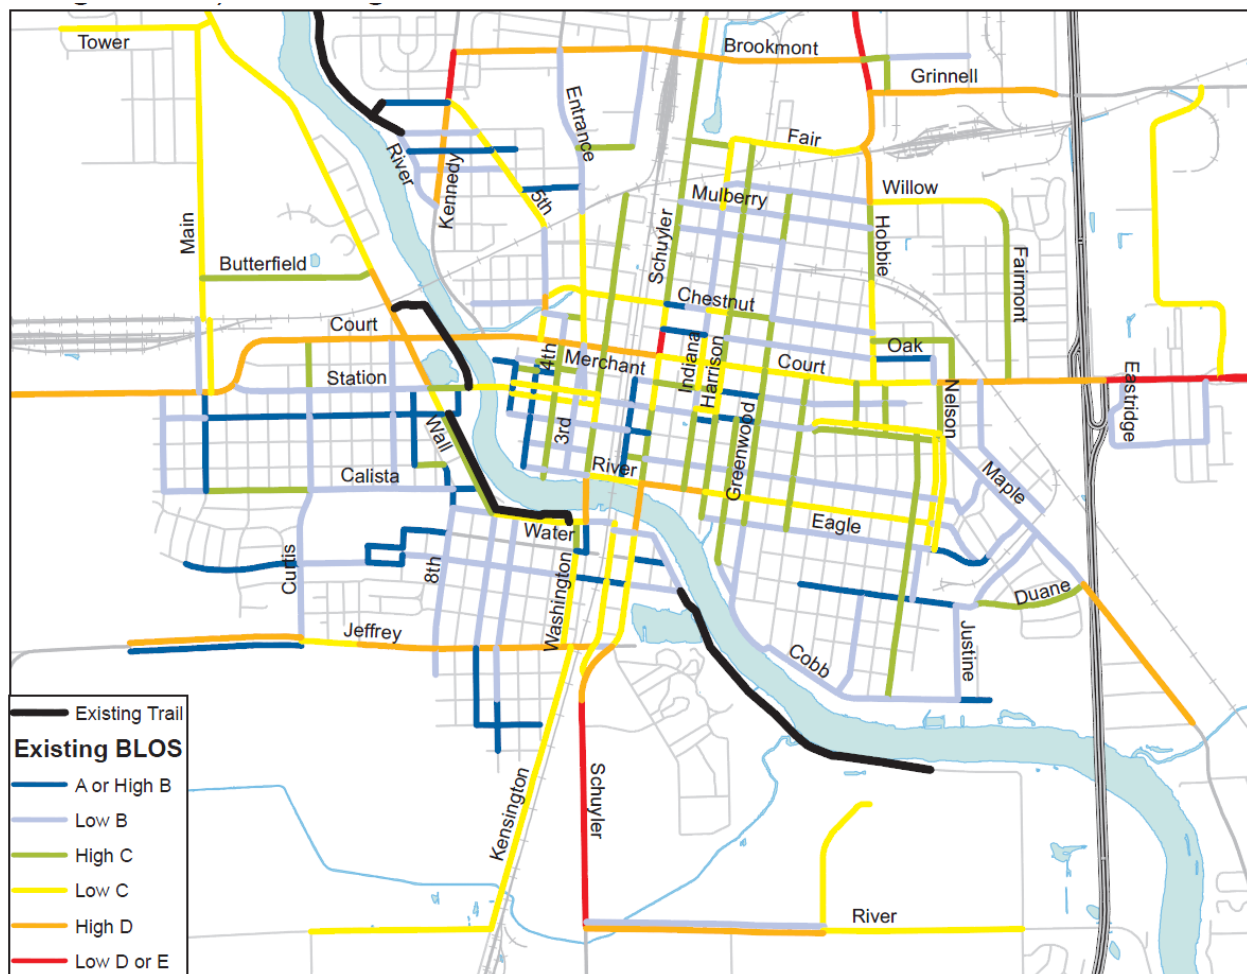 Tower
Brookmont
Grinnell
Entrance
Fair
River
Kennedy
5th
Mulberry
Willow
Main
Schuyler
Hobbie
Fairmont
Butterfield
Chestnut
Court
4th
Merchant
Indiana
Harrison
Court
Oak
Station
Nelson
Eastridge
Wall
3rd
Greenwood
River
Calista
Maple
Eagle
Water
Curtis
8th
Washington
Duane
Jeffrey
Cobb
Justine
Existing Trail
Existing BLOS
A or High B
Low B
High C
Low C
High D
Low D or E
Kensington
Schuyler
River